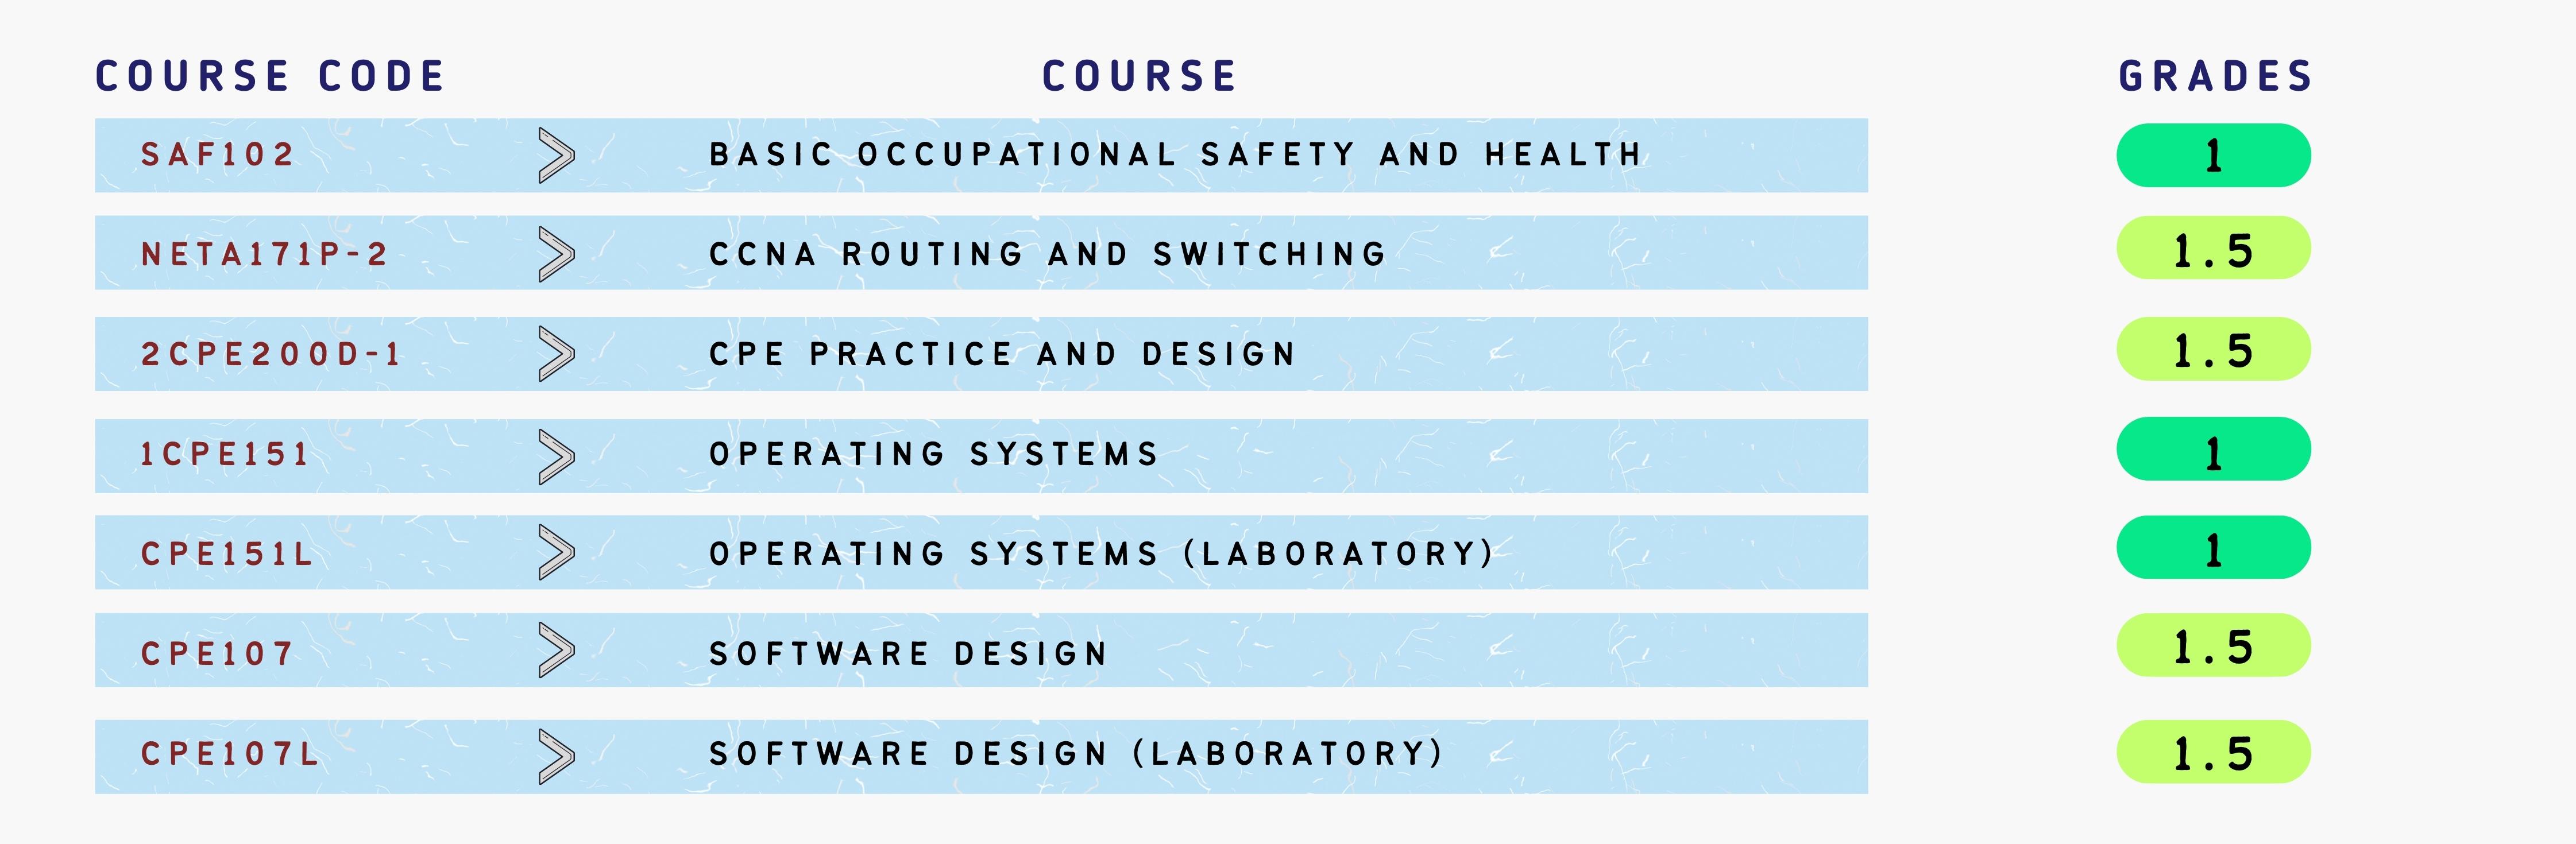 COURSE CODE COURSE GRADES
SAF102 BASIC OCCUPATIONAL SAFETY AND HEALTH 1
NETA171P-2 CCNA ROUTING AND SWITCHING 1.5
2CPE200D-1 CPE PRACTICE AND DESIGN 1.5
1CPE151 OPERATING SYSTEMS 1
CPE151L OPERATING SYSTEMS (LABORATORY) 1
CPE107 SOFTWARE DESIGN 1.5
CPE107L SOFTWARE DESIGN (LABORATORY) 1.5